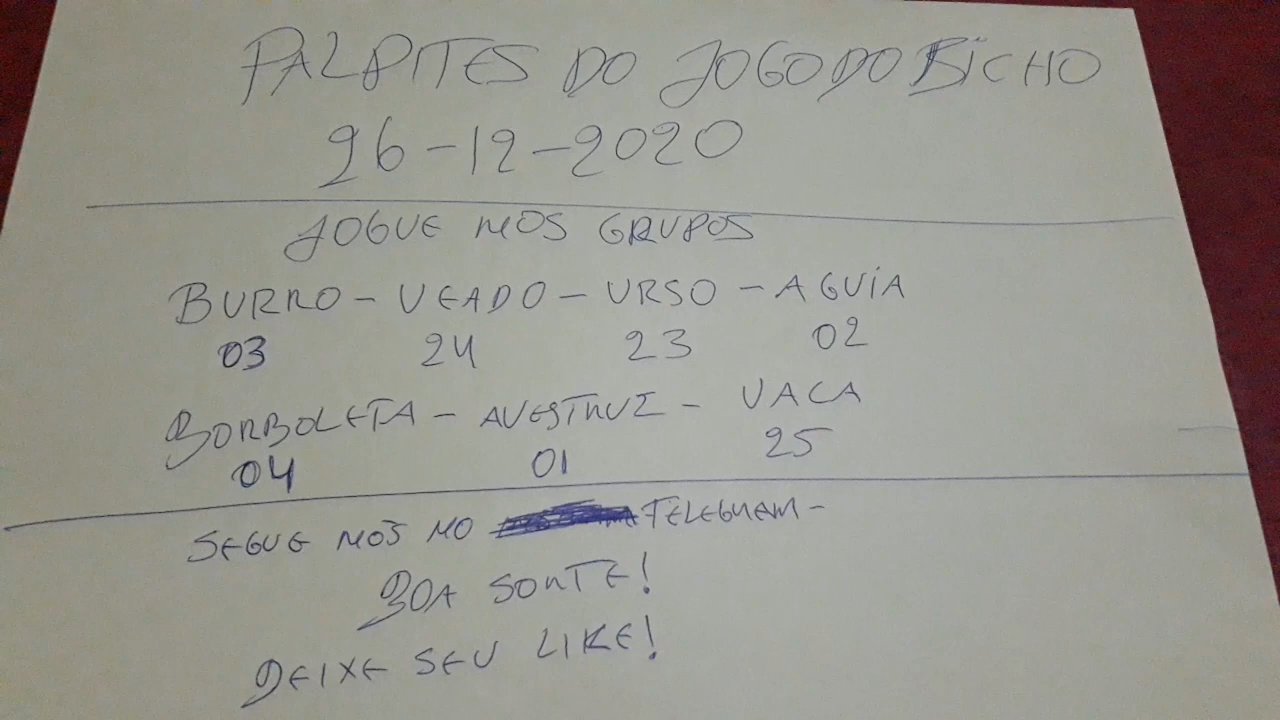 PALPITES DO JOGO DO BICHO
26-12-2020
JOGUE NOS GRUPOS
BURRO - VEADO - URSO - AGUIA
03 24 23 02
BORBOLETA - AVESTRUZ - VACA
04 01 25
SEGUE NOS NO TELEGRAM -
BOA SORTE!
DEIXE SEU LIKE!